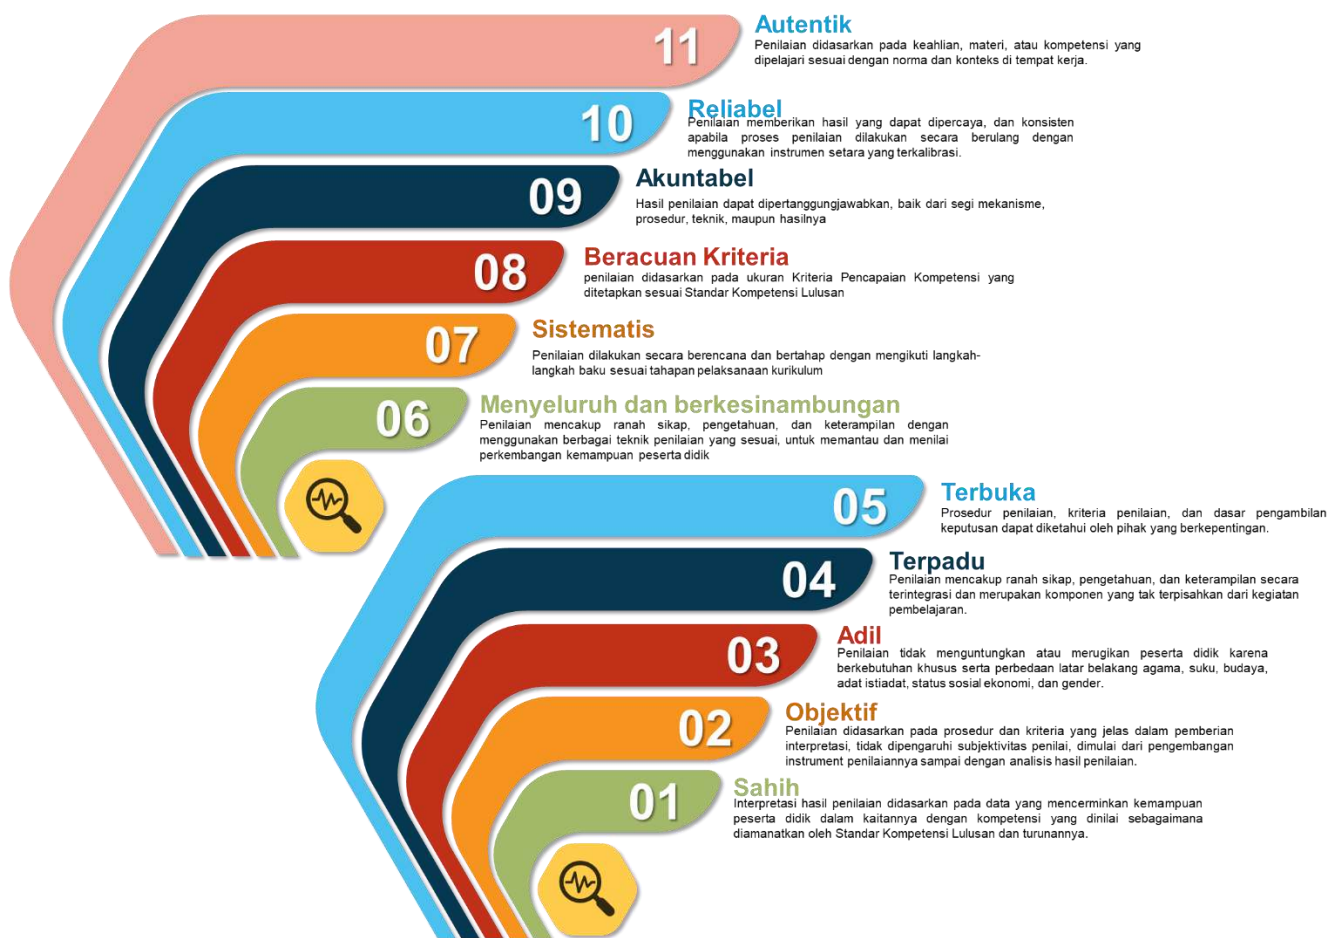 11
Autentik
Penilaian didasarkan pada keahlian, materi, atau kompetensi yang
dipelajari sesuai dengan norma dan konteks di tempat kerja.
10
Reliabel
Penilaian memberikan hasil yang dapat dipercaya, dan konsisten
apabila proses penilaian dilakukan secara berulang dengan
menggunakan instrumen setara yang terkalibrasi.
09
Akuntabel
Hasil penilaian dapat dipertanggungjawabkan, baik dari segi mekanisme,
prosedur, teknik, maupun hasilnya
08
Beracuan Kriteria
penilaian didasarkan pada ukuran Kriteria Pencapaian Kompetensi yang
ditetapkan sesuai Standar Kompetensi Lulusan
07
Sistematis
Penilaian dilakukan secara berencana dan bertahap dengan mengikuti langkah-
langkah baku sesuai tahapan pelaksanaan kurikulum
06
Menyeluruh dan berkesinambungan
Penilaian mencakup ranah sikap, pengetahuan, dan keterampilan dengan
menggunakan berbagai teknik penilaian yang sesuai, untuk memantau dan menilai
perkembangan kemampuan peserta didik
05
Terbuka
Prosedur penilaian, kriteria penilaian, dan dasar pengambilan
keputusan dapat diketahui oleh pihak yang berkepentingan.
04
Terpadu
Penilaian mencakup ranah sikap, pengetahuan, dan keterampilan secara
terintegrasi dan merupakan komponen yang tak terpisahkan dari kegiatan
pembelajaran.
03
Adil
Penilaian tidak menguntungkan atau merugikan peserta didik karena
berkebutuhan khusus serta perbedaan latar belakang agama, suku, budaya,
adat istiadat, status sosial ekonomi, dan gender.
02
Objektif
Penilaian didasarkan pada prosedur dan kriteria yang jelas dalam pemberian
interpretasi, tidak dipengaruhi subjektivitas penilai, dimulai dari pengembangan
instrument penilaiannya sampai dengan analisis hasil penilaian.
01
Sahih
Interpretasi hasil penilaian didasarkan pada data yang mencerminkan kemampuan
peserta didik dalam kaitannya dengan kompetensi yang dinilai sebagaimana
diamanatkan oleh Standar Kompetensi Lulusan dan turunannya.